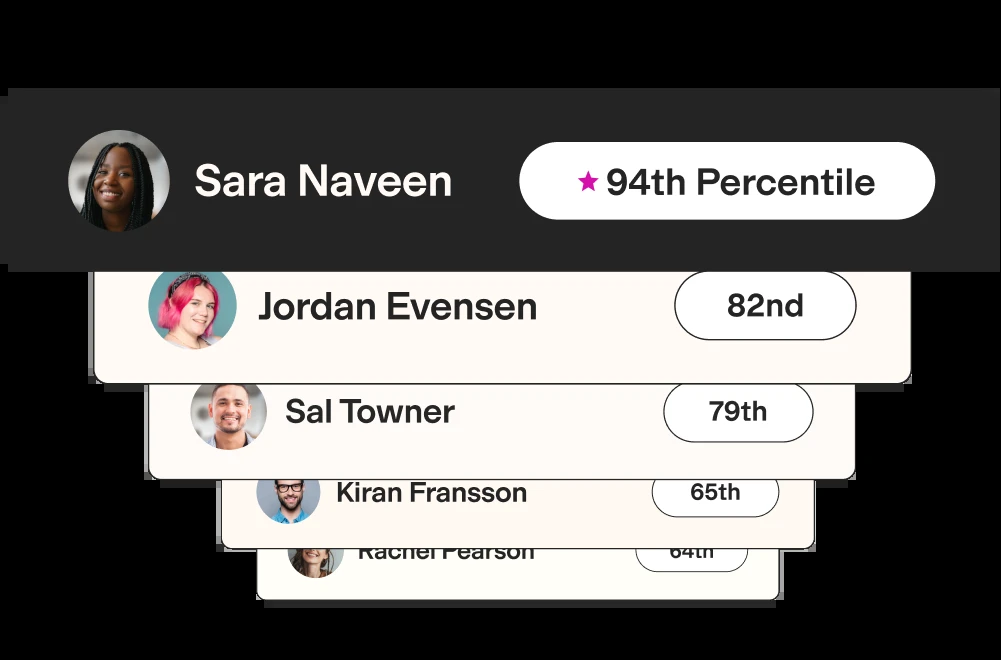 Sara Naveen
94th Percentile
Jordan Evensen
82nd
Sal Towner
79th
Kiran Fransson
65th
Rachel Pearson
64th